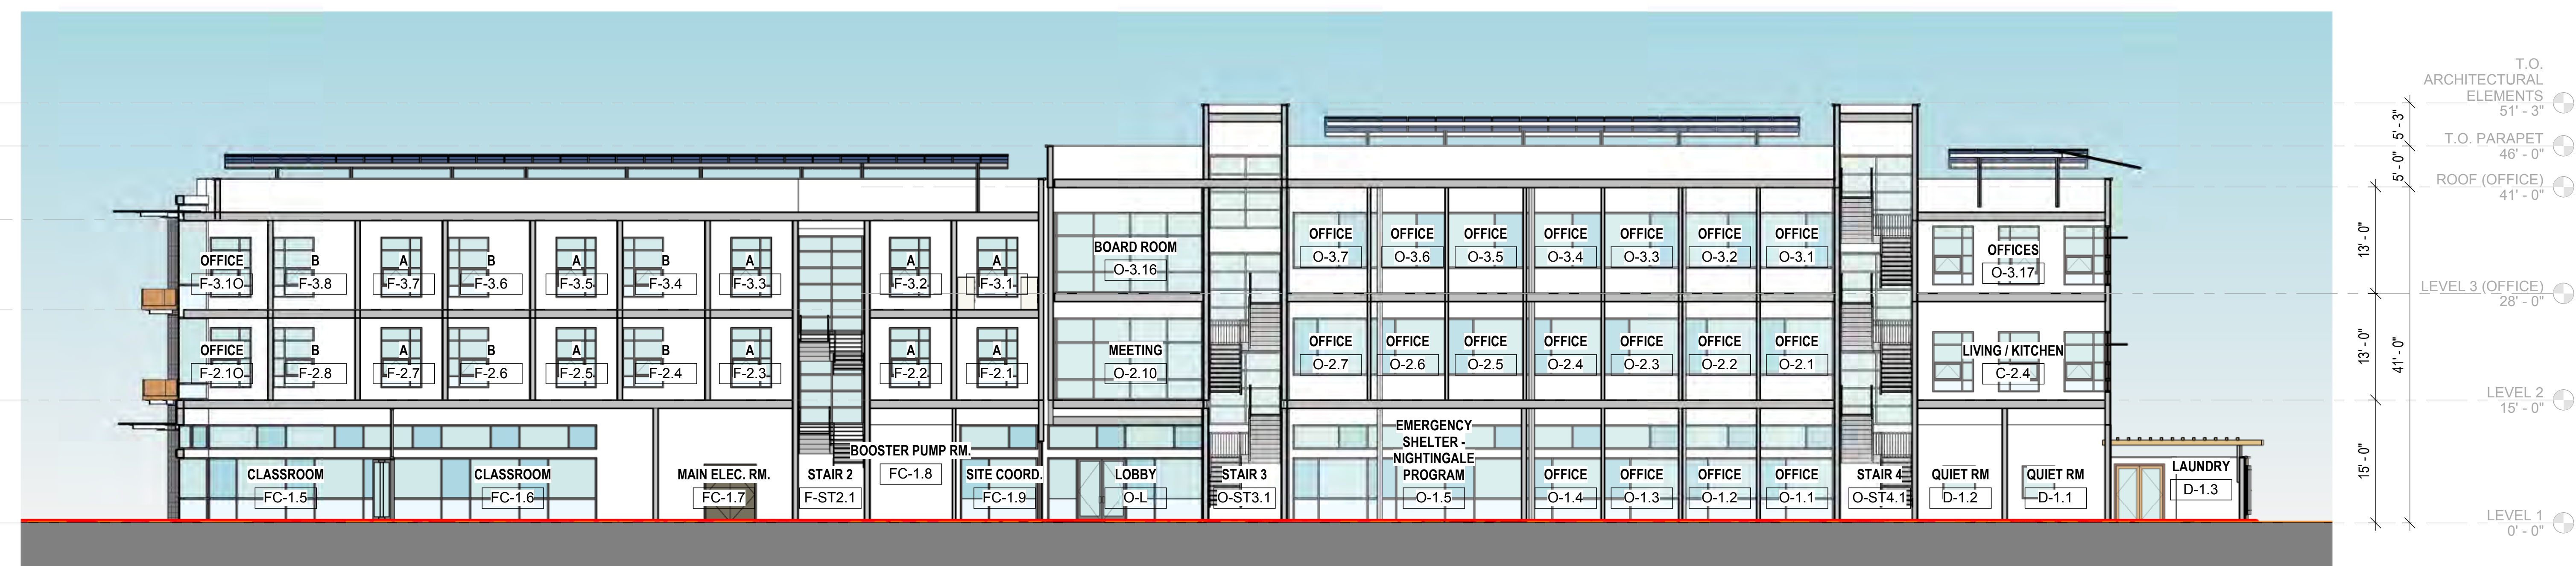 T.O.
ARCHITECTURAL
ELEMENTS
51' - 3"
5' - 3"
T.O. PARAPET
46' - 0"
5' - 0"
ROOF (OFFICE)
41' - 0"
13' - 0"
LEVEL 3 (OFFICE)
28' - 0"
13' - 0"
41' - 0"
LEVEL 2
15' - 0"
15' - 0"
LEVEL 1
0' - 0"
OFFICE
F-3.1O
B
F-3.8
A
F-3.7
B
F-3.6
A
F-3.5
B
F-3.4
A
F-3.3
A
F-3.2
A
F-3.1
BOARD ROOM
O-3.16
OFFICE
O-3.7
OFFICE
O-3.6
OFFICE
O-3.5
OFFICE
O-3.4
OFFICE
O-3.3
OFFICE
O-3.2
OFFICE
O-3.1
OFFICES
O-3.17
OFFICE
F-2.1O
B
F-2.8
A
F-2.7
B
F-2.6
A
F-2.5
B
F-2.4
A
F-2.3
A
F-2.2
A
F-2.1
MEETING
O-2.10
OFFICE
O-2.7
OFFICE
O-2.6
OFFICE
O-2.5
OFFICE
O-2.4
OFFICE
O-2.3
OFFICE
O-2.2
OFFICE
O-2.1
LIVING / KITCHEN
C-2.4
CLASSROOM
FC-1.5
CLASSROOM
FC-1.6
MAIN ELEC. RM.
FC-1.7
STAIR 2
F-ST2.1
BOOSTER PUMP RM.
FC-1.8
SITE COORD.
FC-1.9
LOBBY
O-L
STAIR 3
O-ST3.1
EMERGENCY
SHELTER -
NIGHTINGALE
PROGRAM
O-1.5
OFFICE
O-1.4
OFFICE
O-1.3
OFFICE
O-1.2
OFFICE
O-1.1
STAIR 4
O-ST4.1
QUIET RM
D-1.2
QUIET RM
D-1.1
LAUNDRY
D-1.3